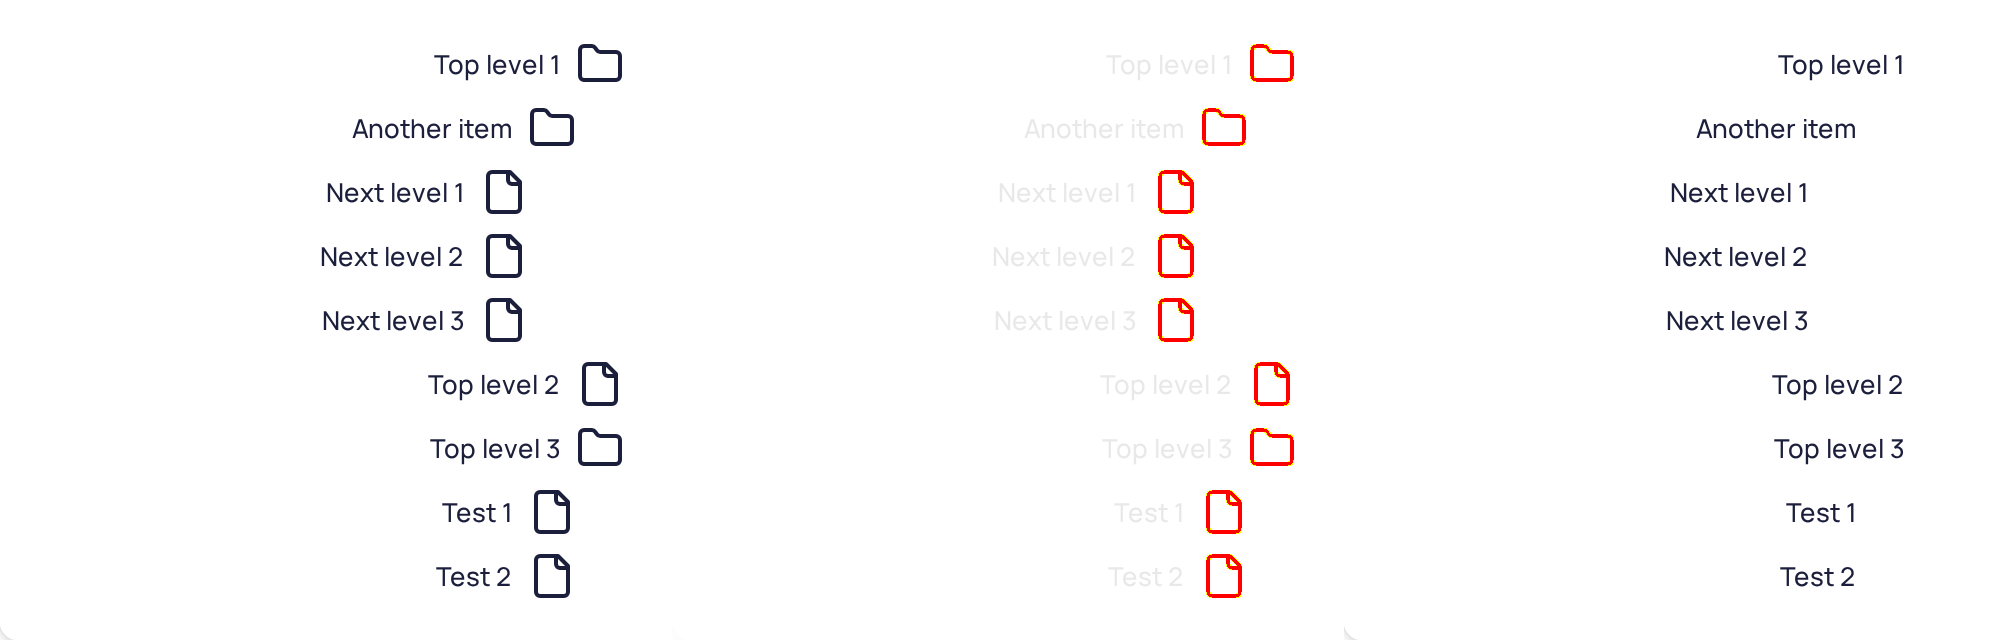 Top level 1 Top level 1 Top level 1
Another item Another item Another item
Next level 1 Next level 1 Next level 1
Next level 2 Next level 2 Next level 2
Next level 3 Next level 3 Next level 3
Top level 2 Top level 2 Top level 2
Top level 3 Top level 3 Top level 3
Test 1 Test 1 Test 1
Test 2 Test 2 Test 2